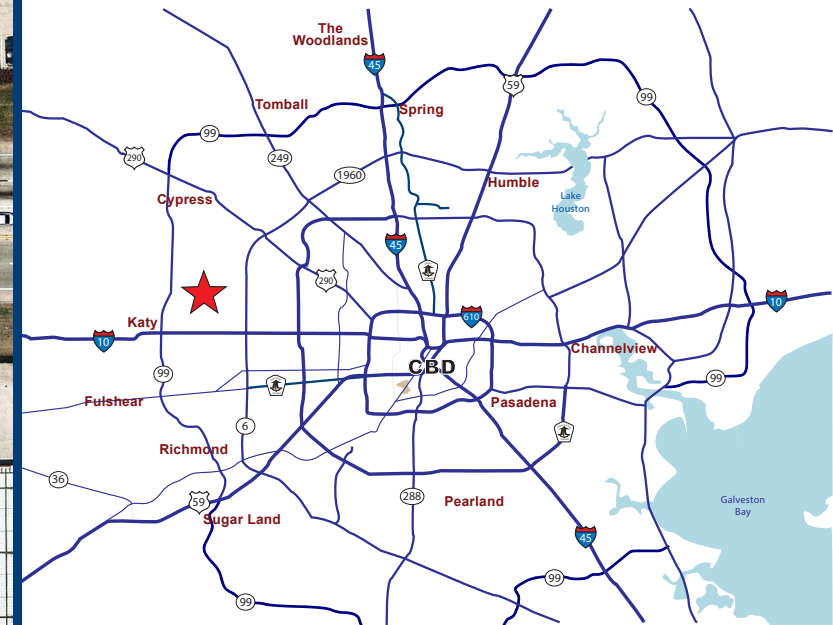 The
Woodlands
45
59
99
Tomball
Spring
99
249
290
1960
Humble
Cypress
Lake
Houston
45
290
10
610
Katy
10
Channelview
CBD
99
99
Fulshear
Pasadena
6
Richmond
36
288
59
Pearland
Galveston
Bay
Sugar Land
45
99
99